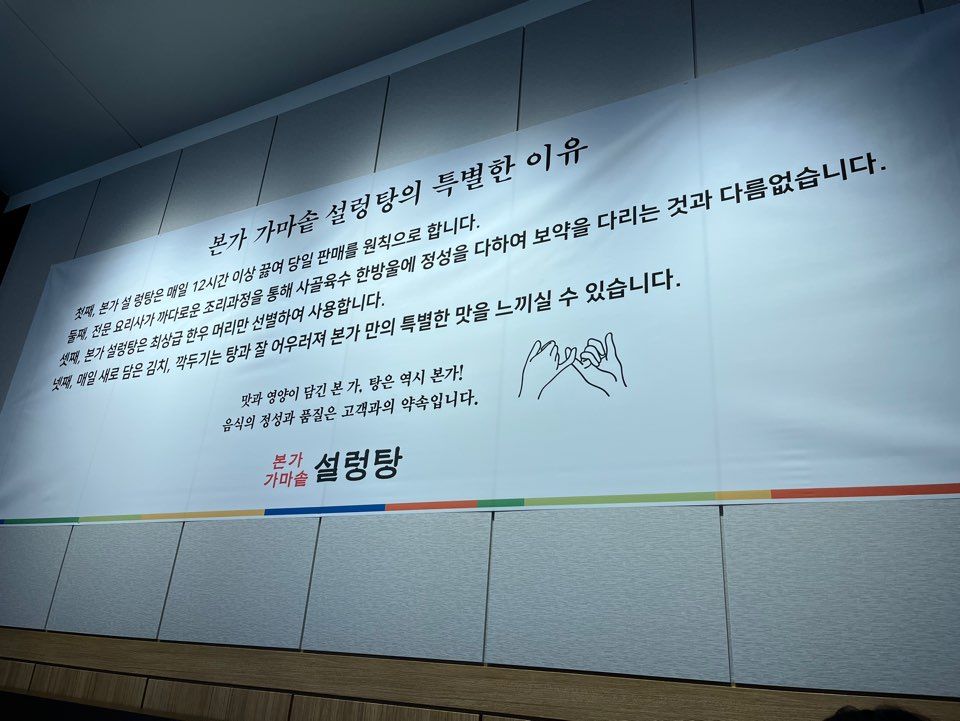 본가 가마솥 설렁탕의 특별한 이유
첫째, 본가 설 렁탕은 매일 12시간 이상 끓여 당일 판매를 원칙으로 합니다.
둘째, 전문 요리사가 까다로운 조리과정을 통해 사골육수 한방울에 정성을 다하여 보약을 다리는 것과 다름없습니다.
셋째, 본가 설렁탕은 최상급 한우 머리만 선별하여 사용합니다.
넷째, 매일 새로 담은 김치, 깍두기는 탕과 잘 어우러져 본가 만의 특별한 맛을 느끼실 수 있습니다.
맛과 영양이 담긴 본 가, 탕은 역시 본가!
음식의 정성과 품질은 고객과의 약속입니다.
본가
가마솥 설렁탕